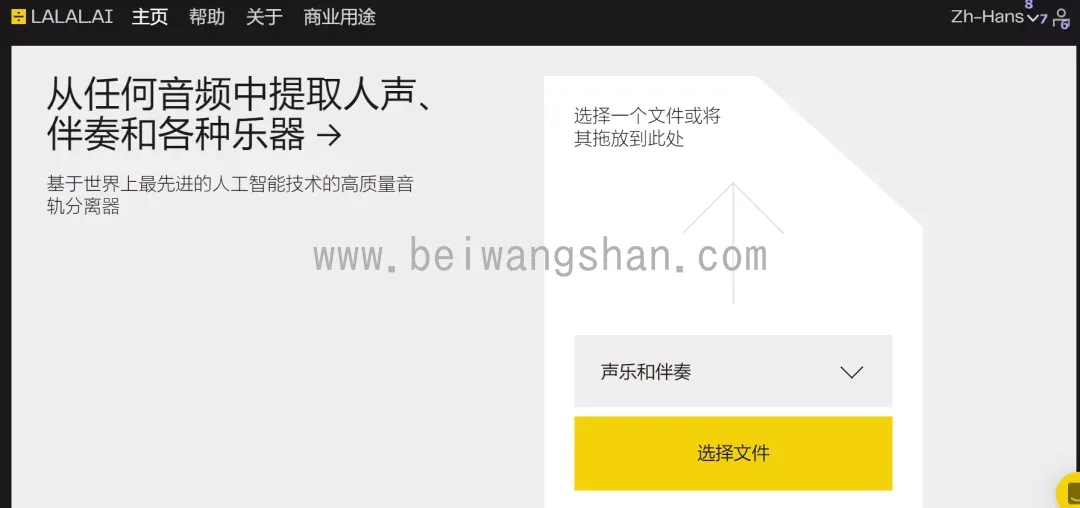 LALALAI 主页 帮助 关于 商业用途 Zh-Hans 8 7 6
从任何音频中提取人声、
伴奏和各种乐器 →
基于世界上最先进的人工智能技术的高质量音
轨分离器
选择一个文件或将
其拖放到此处
www.beiwangshan.com
声乐和伴奏
选择文件